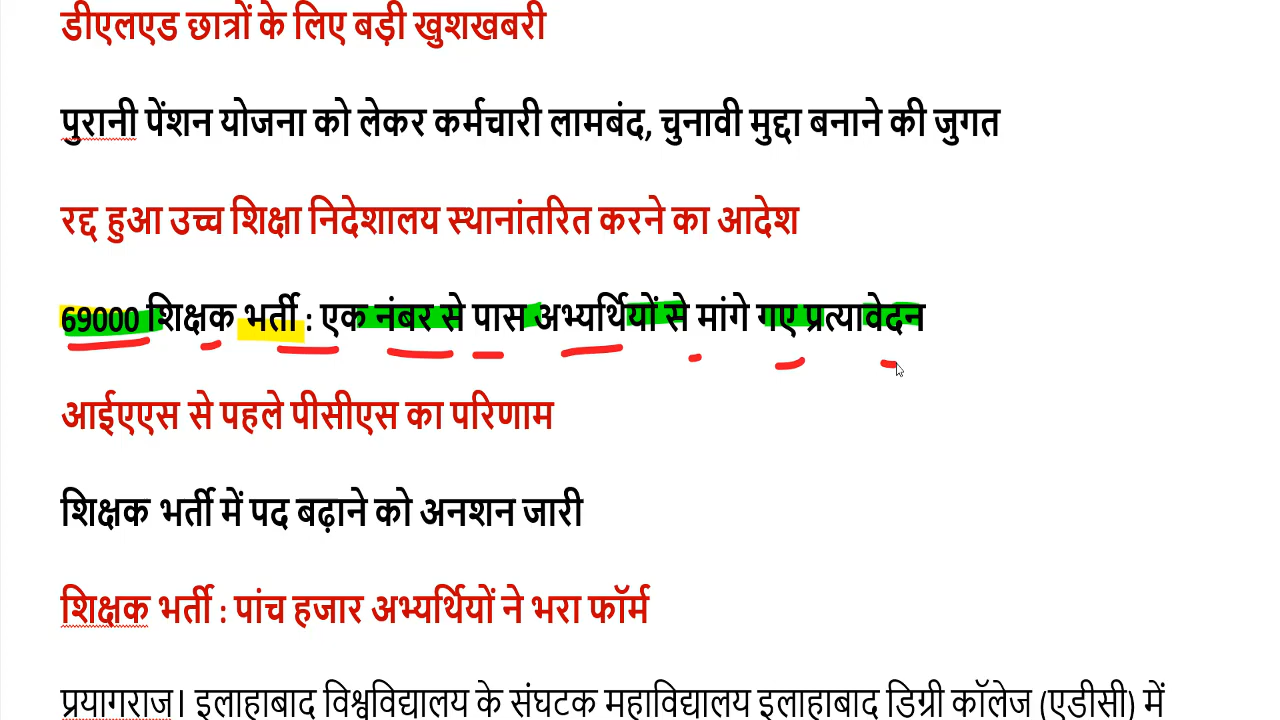 डीएलएड छात्रों के लिए बड़ी खुशखबरी
पुरानी पेंशन योजना को लेकर कर्मचारी लामबंद, चुनावी मुद्दा बनाने की जुगत
रद्द हुआ उच्च शिक्षा निदेशालय स्थानांतरित करने का आदेश
69000 शिक्षक भर्ती : एक नंबर से पास अभ्यर्थियों से मांगे गए प्रत्यावेदन
आईएएस से पहले पीसीएस का परिणाम
शिक्षक भर्ती में पद बढ़ाने को अनशन जारी
शिक्षक भर्ती : पांच हजार अभ्यर्थियों ने भरा फॉर्म
प्रयागराज। इलाहाबाद विश्वविद्यालय के संघटक महाविद्यालय इलाहाबाद डिग्री कॉलेज (एडीसी) में